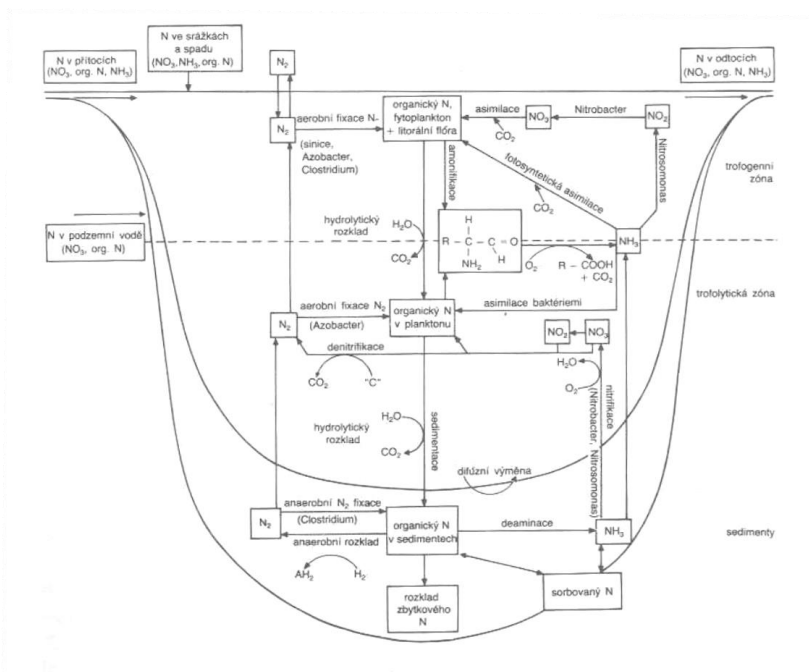 N ve srážkách
a spadu
(NO₃,NH₃,org. N)
N v přítocích
(NO₃, org. N, NH₃)
N₂
N v odtocích
(NO₃, org. N, NH₃)
N₂
aerobní fixace N-
(sinice,
Azobacter,
Clostridium)
organický N,
fytoplankton
+ litorální flóra
asimilace
CO₂
NO₃
Nitrobacter
NO₂
Nitrosomonas
amonifikace
fotosyntetická asimilace
CO₂
trofogenni
zóna
N v podzemní vodě
(NO₃, org. N)
hydrolytický
rozklad
H₂O
CO₂
H
R – C – C = O
NH₂ H
O₂
R – COOH
+ CO₂
NH₃
trofolytická zóna
N₂
aerobní fixace N₂
(Azobacter)
organický N
v planktonu
asimilace baktériemi
denitrifikace
CO₂
"C"
NO₂
NO₃
H₂O
O₂
nitrifikace
(Nitrobacter, Nitrosomonas)
hydrolytický
rozklad
H₂O
CO₂
sedimentace
difúzní výměna
N₂
anaerobní N₂ fixace
(Clostridium)
anaerobní rozklad
AH₂
H₂
organický N
v sedimentech
deaminace
NH₃
sedimenty
rozklad
zbytkového
N
sorbovaný N